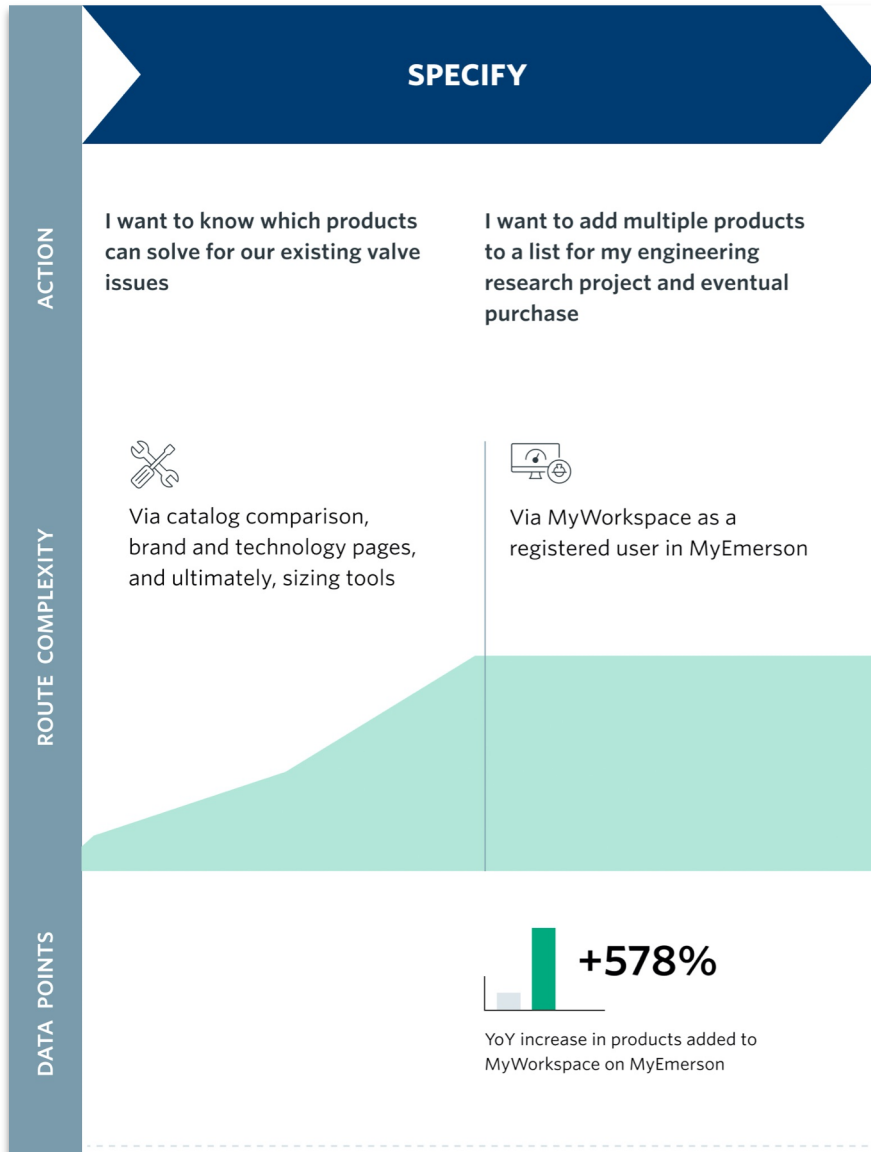 SPECIFY
ACTION
I want to know which products
can solve for our existing valve
issues
I want to add multiple products
to a list for my engineering
research project and eventual
purchase
ROUTE COMPLEXITY
Via catalog comparison,
brand and technology pages,
and ultimately, sizing tools
Via MyWorkspace as a
registered user in MyEmerson
DATA POINTS
+578%
YoY increase in products added to
MyWorkspace on MyEmerson